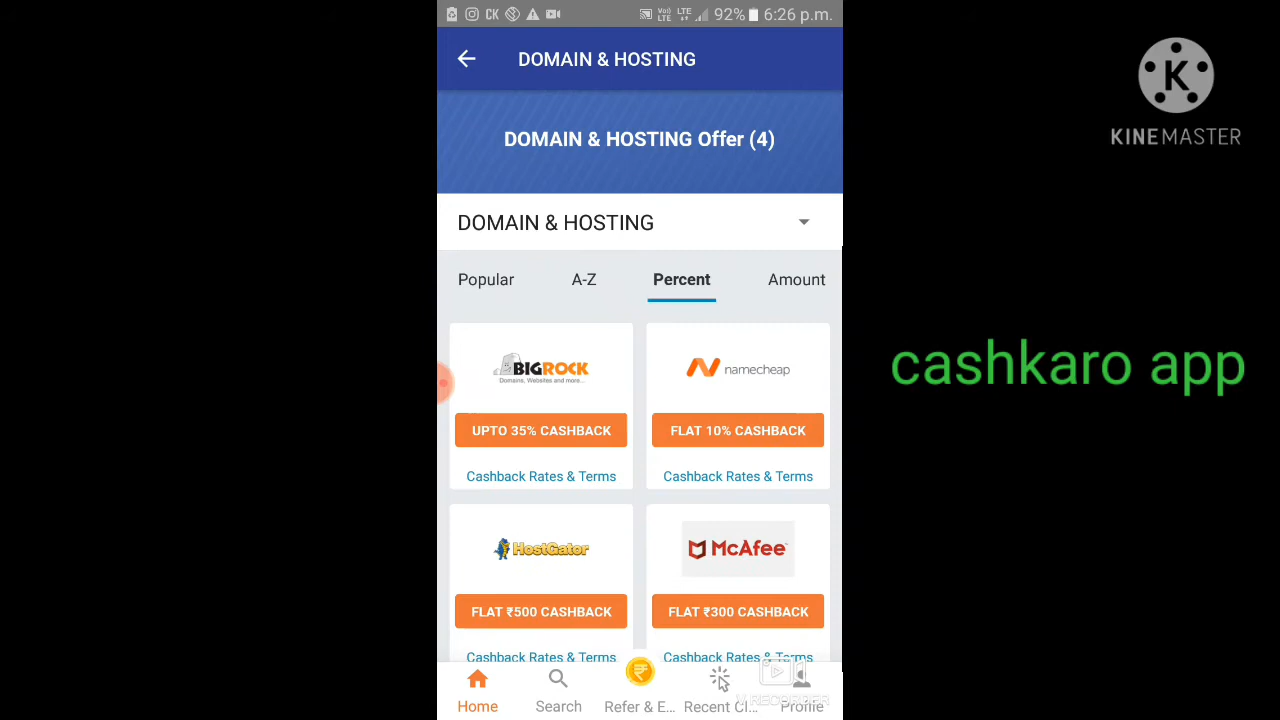 92% 6:26 p.m.
DOMAIN & HOSTING
DOMAIN & HOSTING Offer (4)
DOMAIN & HOSTING
Popular A-Z Percent Amount
BIGROCK
Domains, Websites and more...
namecheap
UPTO 35% CASHBACK FLAT 10% CASHBACK
Cashback Rates & Terms Cashback Rates & Terms
HostGator McAfee
FLAT ₹500 CASHBACK FLAT ₹300 CASHBACK
Cashback Rates & Terms Cashback Rates & Terms
Home Search Refer & E... Recent Cl... Profile
V RECORDER
K
KINEMASTER
cashkaro app